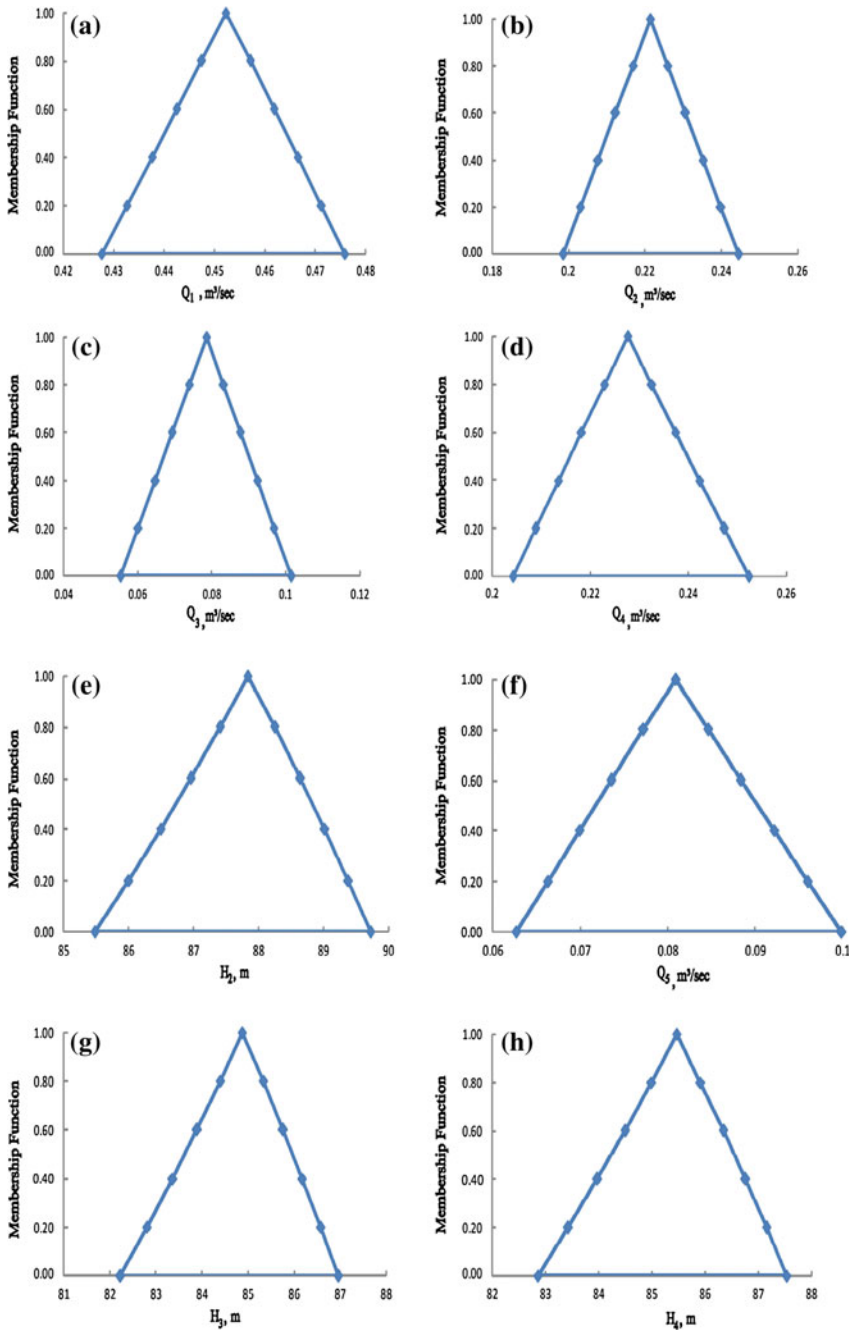 (a)
Membership Function
1.00
0.80
0.60
0.40
0.20
0.00
0.42 0.43 0.44 0.45 0.46 0.47 0.48
Q1 , m³/sec
(b)
Membership Function
1.00
0.80
0.60
0.40
0.20
0.00
0.18 0.2 0.22 0.24 0.26
Q2 , m³/sec
(c)
Membership Function
1.00
0.80
0.60
0.40
0.20
0.00
0.04 0.06 0.08 0.1 0.12
Q3 , m³/sec
(d)
Membership Function
1.00
0.80
0.60
0.40
0.20
0.00
0.2 0.22 0.24 0.26
Q4 , m³/sec
(e)
Membership Function
1.00
0.80
0.60
0.40
0.20
0.00
85 86 87 88 89 90
H2, m
(f)
Membership Function
1.00
0.80
0.60
0.40
0.20
0.00
0.06 0.07 0.08 0.09 0.1
Q5 , m³/sec
(g)
Membership Function
1.00
0.80
0.60
0.40
0.20
0.00
81 82 83 84 85 86 87 88
H3, m
(h)
Membership Function
1.00
0.80
0.60
0.40
0.20
0.00
82 83 84 85 86 87 88
H4, m